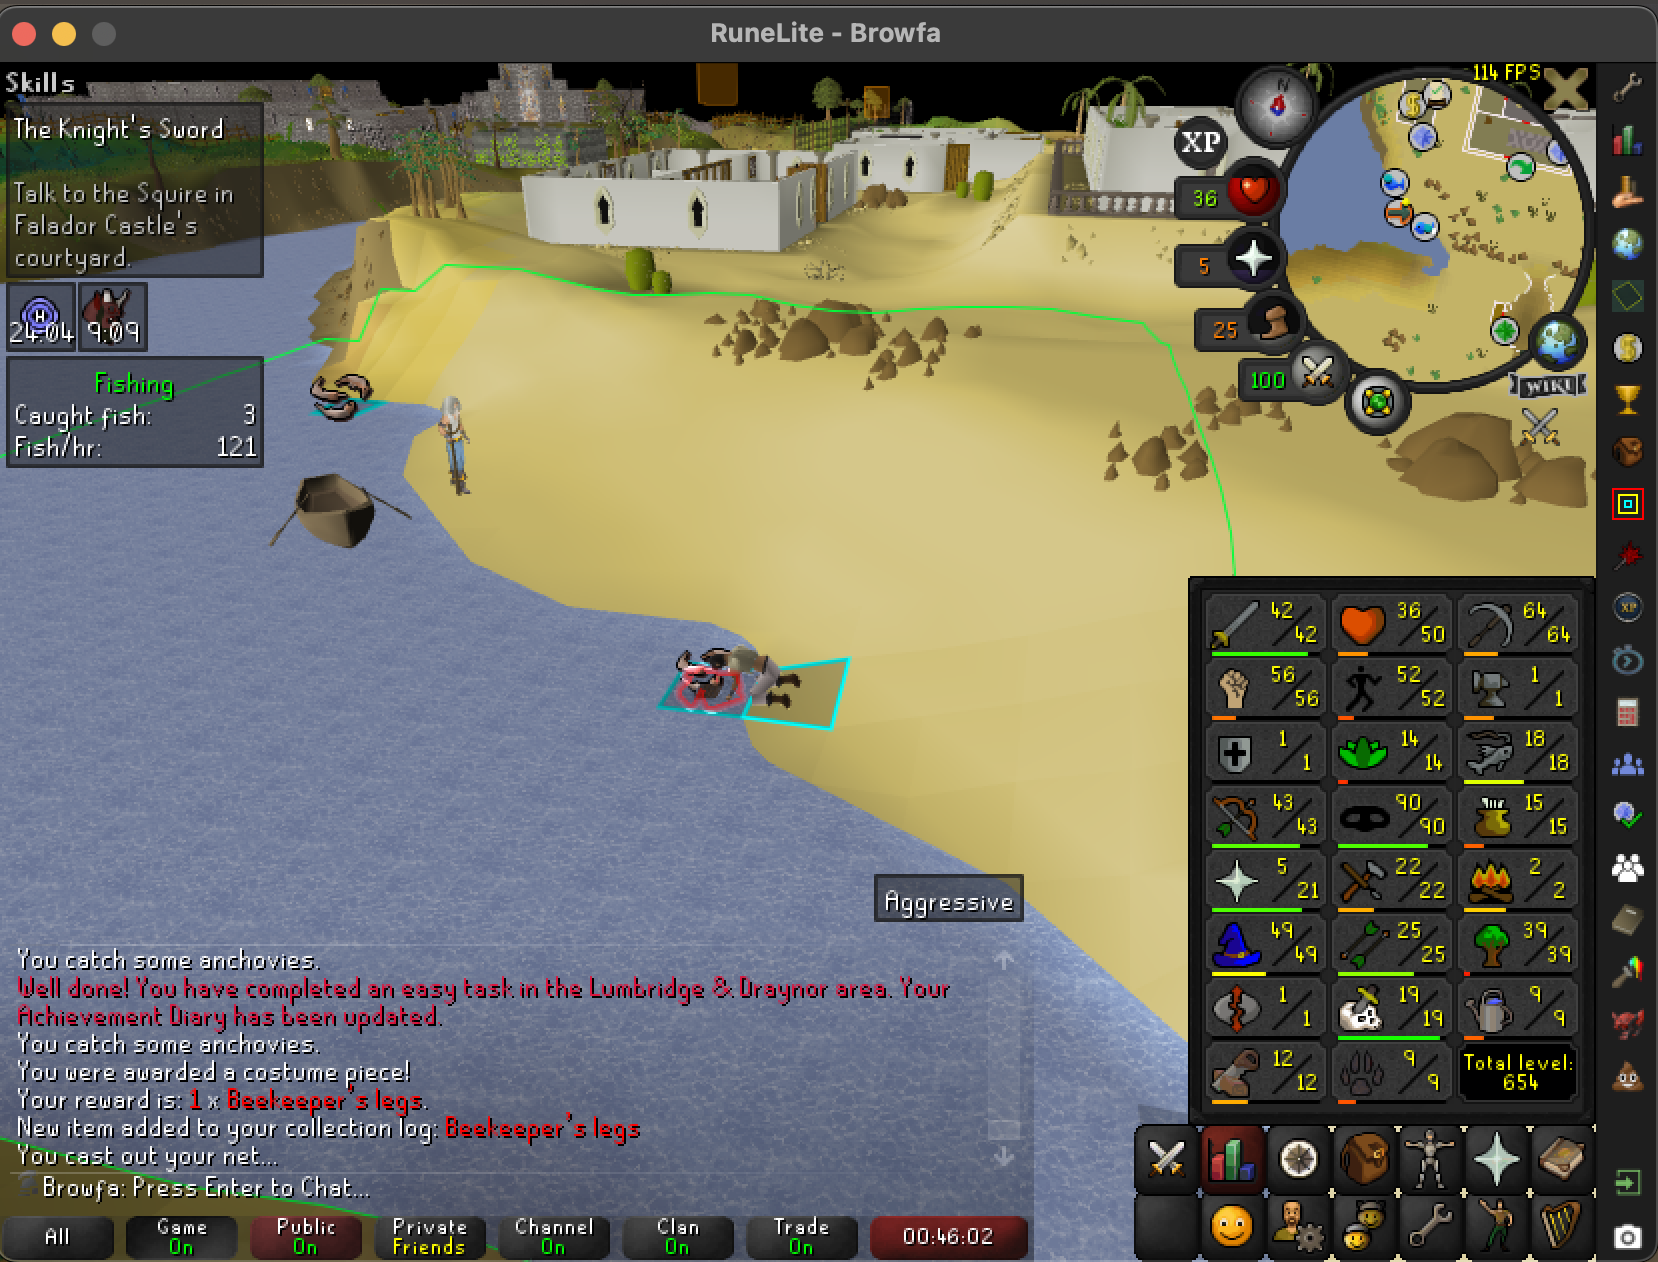 RuneLite - Browfa
Skills
114 FPS
The Knight's Sword
Talk to the Squire in
Falador Castle's
courtyard.
N
XP
36
5
25
100
WIKI
24:04
9:09
Fishing
Caught fish: 3
Fish/hr: 121
XP
42/42 36/50 64/64
56/56 52/52 1/1
1/1 14/14 18/18
43/43 90/90 15/15
5/21 22/22 2/2
49/49 25/25 39/39
1/1 19/19 9/9
12/12 9/9 Total level:
654
Aggressive
You catch some anchovies.
Well done! You have completed an easy task in the Lumbridge & Draynor area. Your
Achievement Diary has been updated.
You catch some anchovies.
You were awarded a costume piece!
Your reward is: 1 x Beekeeper's legs.
New item added to your collection log: Beekeeper's legs
You cast out your net...
Browfa: Press Enter to Chat...
All
Game
On
Public
On
Private
Friends
Channel
On
Clan
On
Trade
On
00:46:02